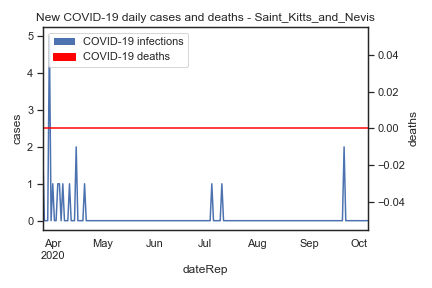 New COVID-19 daily cases and deaths - Saint_Kitts_and_Nevis
COVID-19 infections
COVID-19 deaths
5
4
3
2
1
0
cases
0.04
0.02
0.00
−0.02
−0.04
deaths
Apr
2020
May
Jun
Jul
Aug
Sep
Oct
dateRep